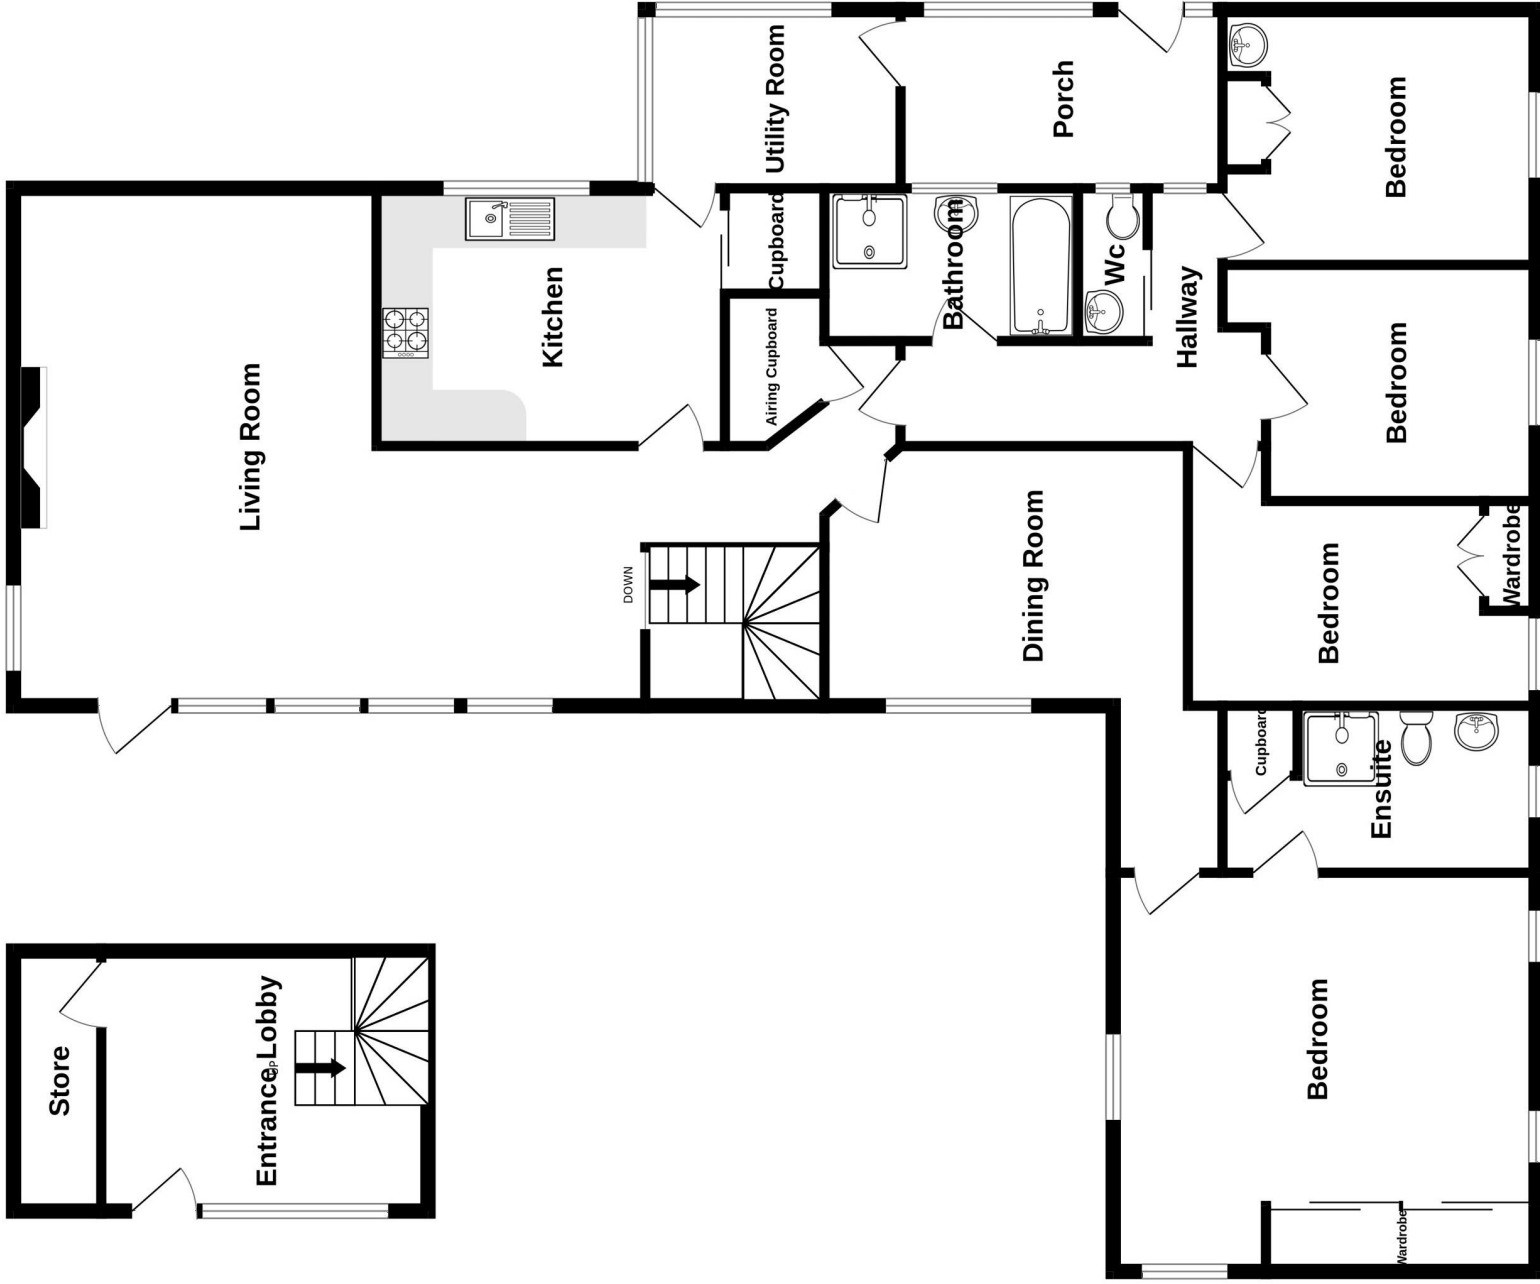 Utility Room
Porch
Bedroom
Cupboard
Bathroom
Wc
Hallway
Kitchen
Airing Cupboard
Living Room
Bedroom
Dining Room
DOWN
Bedroom
Wardrobe
Cupboard
Ensuite
Bedroom
Wardrobe
Store
Entrance Lobby
UP